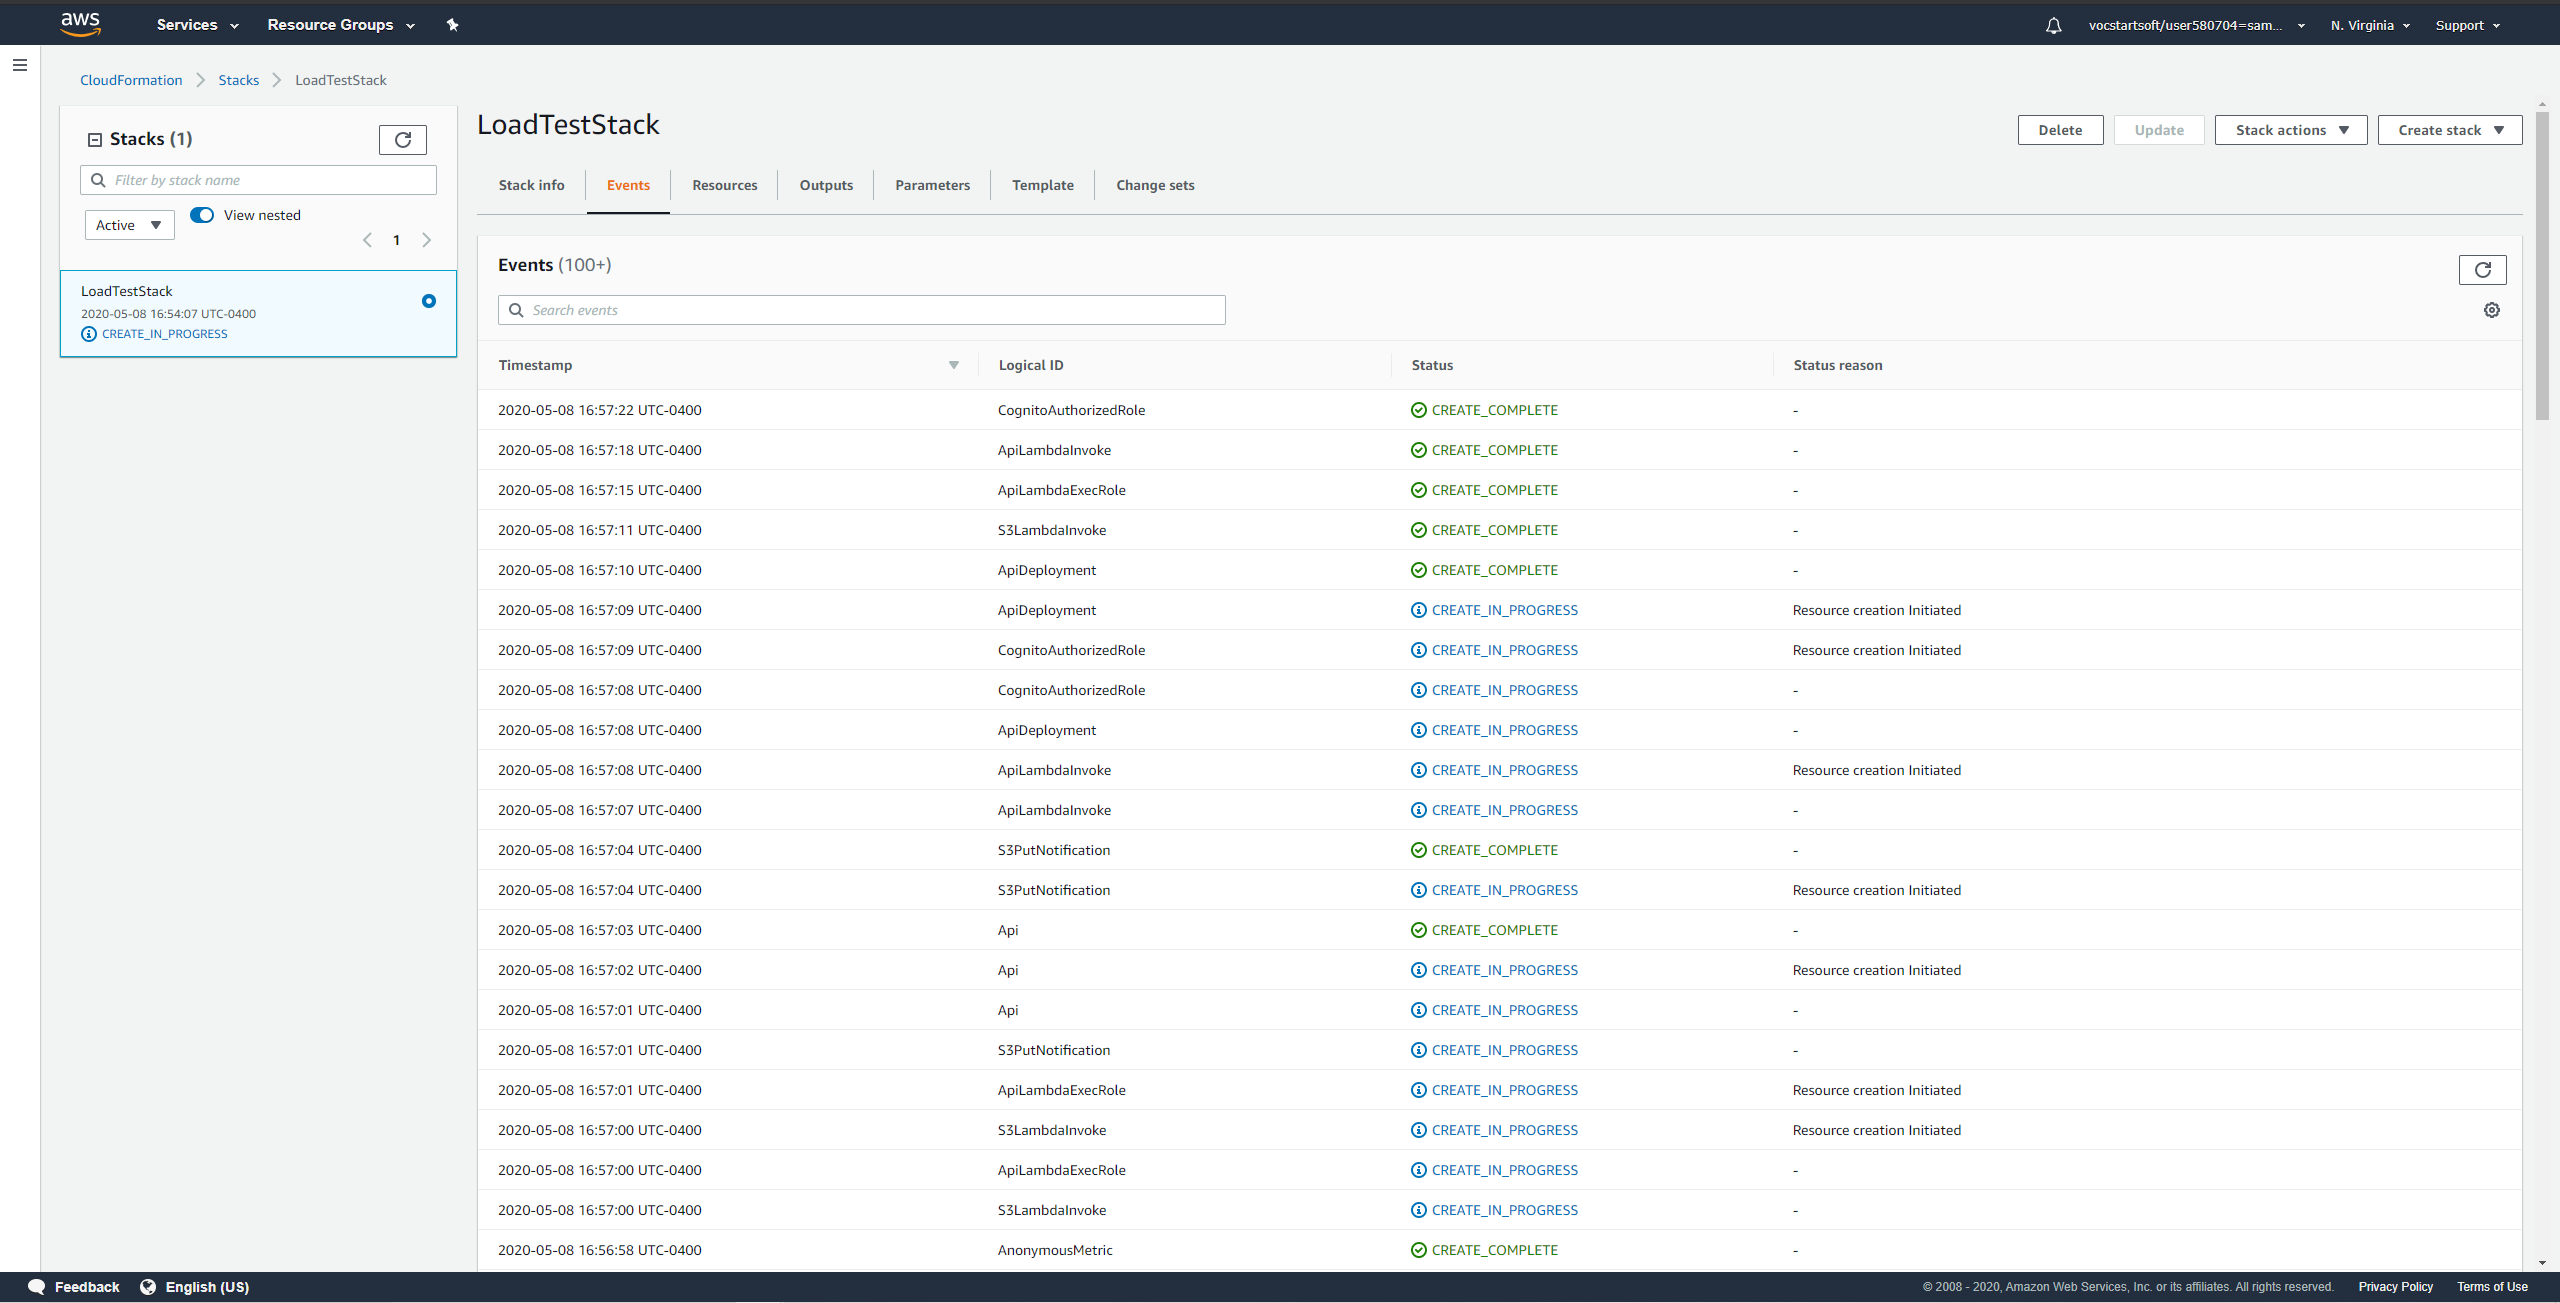 aws Services Resource Groups vocstartsoft/user580704=sam... N. Virginia Support
CloudFormation Stacks LoadTestStack
Stacks (1)
Filter by stack name
Active View nested
1
LoadTestStack
2020-05-08 16:54:07 UTC-0400
CREATE_IN_PROGRESS
LoadTestStack
Delete Update Stack actions Create stack
Stack info Events Resources Outputs Parameters Template Change sets
Events (100+)
Search events
Timestamp Logical ID Status Status reason
2020-05-08 16:57:22 UTC-0400 CognitoAuthorizedRole CREATE_COMPLETE -
2020-05-08 16:57:18 UTC-0400 ApiLambdaInvoke CREATE_COMPLETE -
2020-05-08 16:57:15 UTC-0400 ApiLambdaExecRole CREATE_COMPLETE -
2020-05-08 16:57:11 UTC-0400 S3LambdaInvoke CREATE_COMPLETE -
2020-05-08 16:57:10 UTC-0400 ApiDeployment CREATE_COMPLETE -
2020-05-08 16:57:09 UTC-0400 ApiDeployment CREATE_IN_PROGRESS Resource creation Initiated
2020-05-08 16:57:09 UTC-0400 CognitoAuthorizedRole CREATE_IN_PROGRESS Resource creation Initiated
2020-05-08 16:57:08 UTC-0400 CognitoAuthorizedRole CREATE_IN_PROGRESS -
2020-05-08 16:57:08 UTC-0400 ApiDeployment CREATE_IN_PROGRESS -
2020-05-08 16:57:08 UTC-0400 ApiLambdaInvoke CREATE_IN_PROGRESS Resource creation Initiated
2020-05-08 16:57:07 UTC-0400 ApiLambdaInvoke CREATE_IN_PROGRESS -
2020-05-08 16:57:04 UTC-0400 S3PutNotification CREATE_COMPLETE -
2020-05-08 16:57:04 UTC-0400 S3PutNotification CREATE_IN_PROGRESS Resource creation Initiated
2020-05-08 16:57:03 UTC-0400 Api CREATE_COMPLETE -
2020-05-08 16:57:02 UTC-0400 Api CREATE_IN_PROGRESS Resource creation Initiated
2020-05-08 16:57:01 UTC-0400 Api CREATE_IN_PROGRESS -
2020-05-08 16:57:01 UTC-0400 S3PutNotification CREATE_IN_PROGRESS -
2020-05-08 16:57:01 UTC-0400 ApiLambdaExecRole CREATE_IN_PROGRESS Resource creation Initiated
2020-05-08 16:57:00 UTC-0400 S3LambdaInvoke CREATE_IN_PROGRESS Resource creation Initiated
2020-05-08 16:57:00 UTC-0400 ApiLambdaExecRole CREATE_IN_PROGRESS -
2020-05-08 16:57:00 UTC-0400 S3LambdaInvoke CREATE_IN_PROGRESS -
2020-05-08 16:56:58 UTC-0400 AnonymousMetric CREATE_COMPLETE -
Feedback English (US) © 2008 - 2020, Amazon Web Services, Inc. or its affiliates. All rights reserved. Privacy Policy Terms of Use